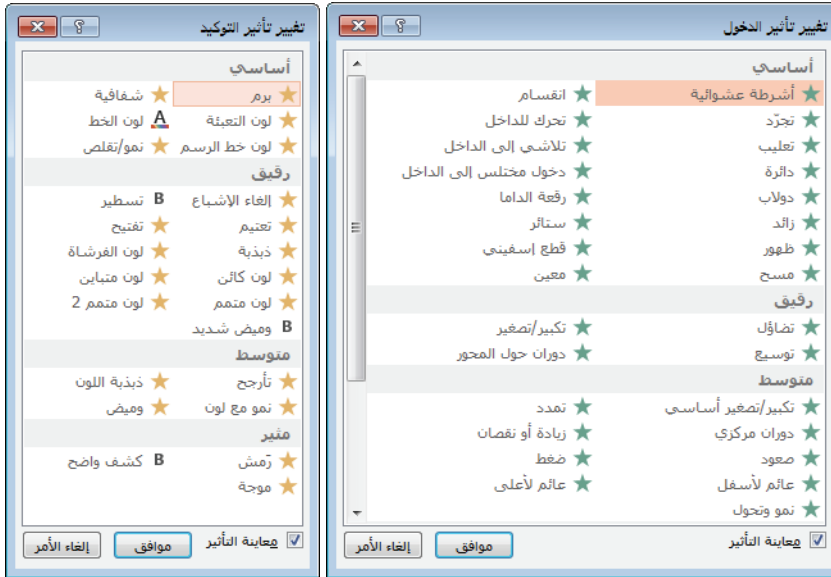 تغيير تأثير الدخول
أساسي
أشرطة عشوائية انقسام
تجرّد تحرك للداخل
تعليب تلاشي إلى الداخل
دائرة دخول مختلس إلى الداخل
دولاب رقعة الداما
زائد ستائر
ظهور قطع إسفيني
مسح معين
رقيق
تضاؤل تكبير/تصغير
توسيع دوران حول المحور
متوسط
تكبير/تصغير أساسي تمدد
دوران مركزي زيادة أو نقصان
صعود ضغط
عائم لأسفل عائم لأعلى
نمو وتحول
معاينة التأثير موافق إلغاء الأمر
تغيير تأثير التوكيد
أساسي
برم شفافية
لون التعبئة A لون الخط
لون خط الرسم نمو/تقلص
رقيق
إلغاء الإشباع B تسطير
تعتيم تفتيح
ذبذبة لون الفرشاة
لون كائن لون متباين
لون متمم لون متمم 2
B وميض شديد
متوسط
تأرجح ذبذبة اللون
نمو مع لون وميض
مثير
رَمش B كشف واضح
موجة
معاينة التأثير موافق إلغاء الأمر